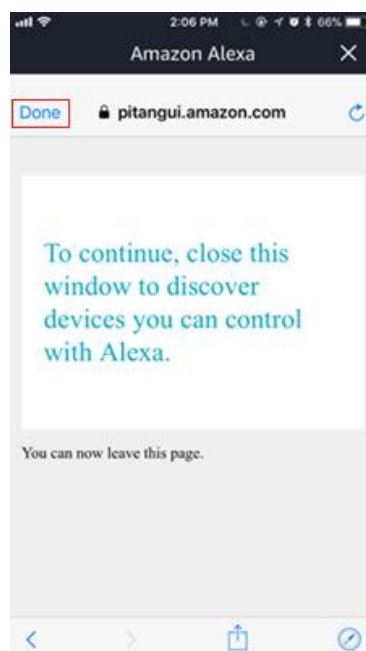 2:06 PM 66%
Amazon Alexa
Done pitangui.amazon.com
To continue, close this
window to discover
devices you can control
with Alexa.
You can now leave this page.